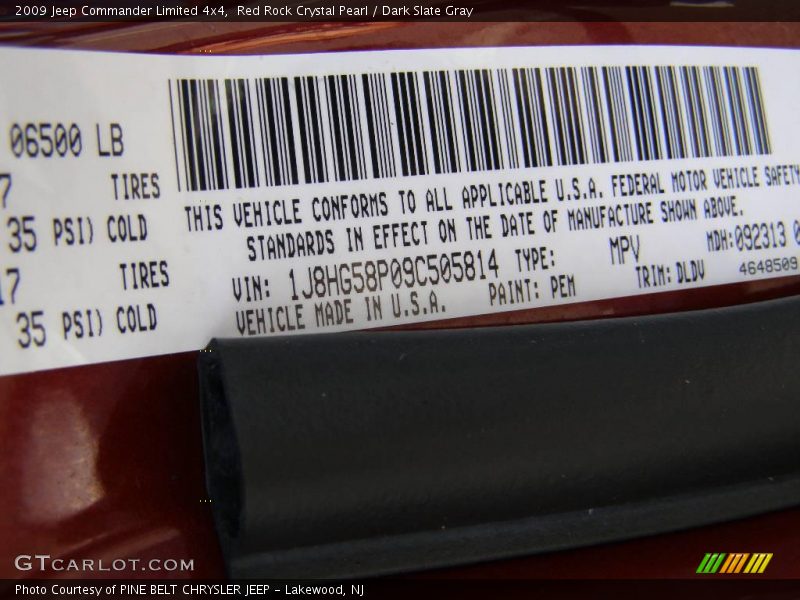 2009 Jeep Commander Limited 4x4, Red Rock Crystal Pearl / Dark Slate Gray
06500 LB
7 TIRES
35 PSI) COLD
17 TIRES
35 PSI) COLD
THIS VEHICLE CONFORMS TO ALL APPLICABLE U.S.A. FEDERAL MOTOR VEHICLE SAFETY
STANDARDS IN EFFECT ON THE DATE OF MANUFACTURE SHOWN ABOVE.
VIN: 1J8HG58P09C505814 TYPE: MPV MDH:092313 0
VEHICLE MADE IN U.S.A. PAINT: PEM TRIM: DLDV 4648509
GTCARLOT.COM
Photo Courtesy of PINE BELT CHRYSLER JEEP - Lakewood, NJ